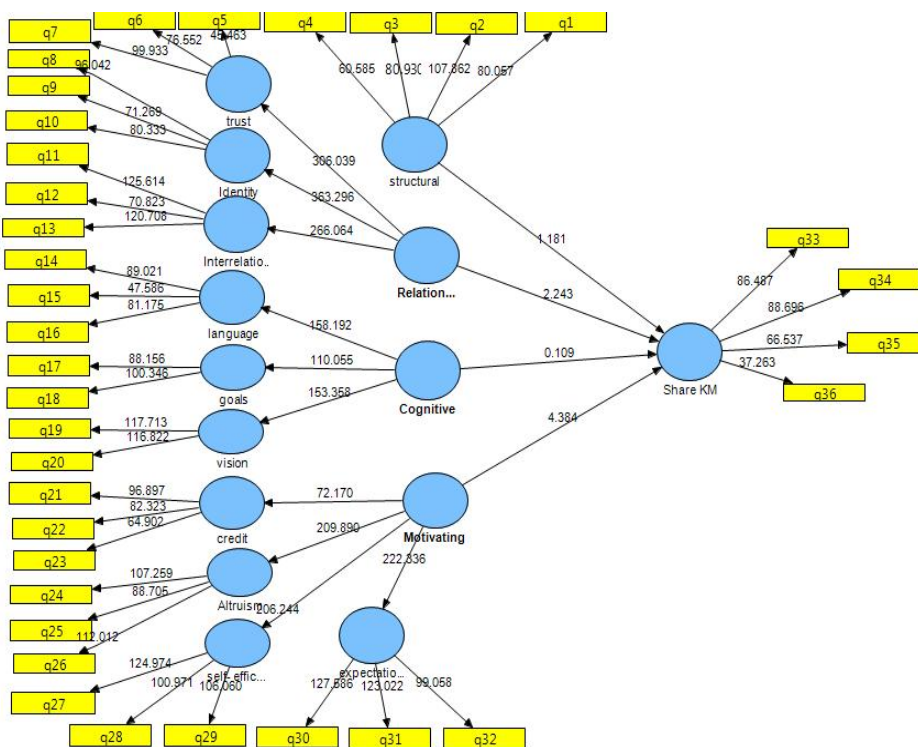 q7
q6
q5
q4
q3
q2
q1
q8
q9
q10
q11
q12
q13
q14
q15
q16
q17
q18
q19
q20
q21
q22
q23
q24
q25
q26
q27
q28
q29
q30
q31
q32
q33
q34
q35
q36
99.933
76.552
45.463
60.585
80.930
107.862
80.057
96.042
71.269
80.333
trust
structural
Identity
125.614
70.823
120.708
Interrelatio..
306.039
363.296
266.064
Relation...
1.181
2.243
89.021
47.586
81.175
language
158.192
110.055
153.358
Cognitive
0.109
88.156
100.346
goals
117.713
116.822
vision
86.487
88.696
66.537
37.263
Share KM
4.384
96.897
82.323
64.902
credit
72.170
209.890
206.244
222.336
Motivating
107.259
88.705
112.012
Altruism
124.974
100.971
106.060
self-effic...
127.586
123.022
99.058
expectatio...